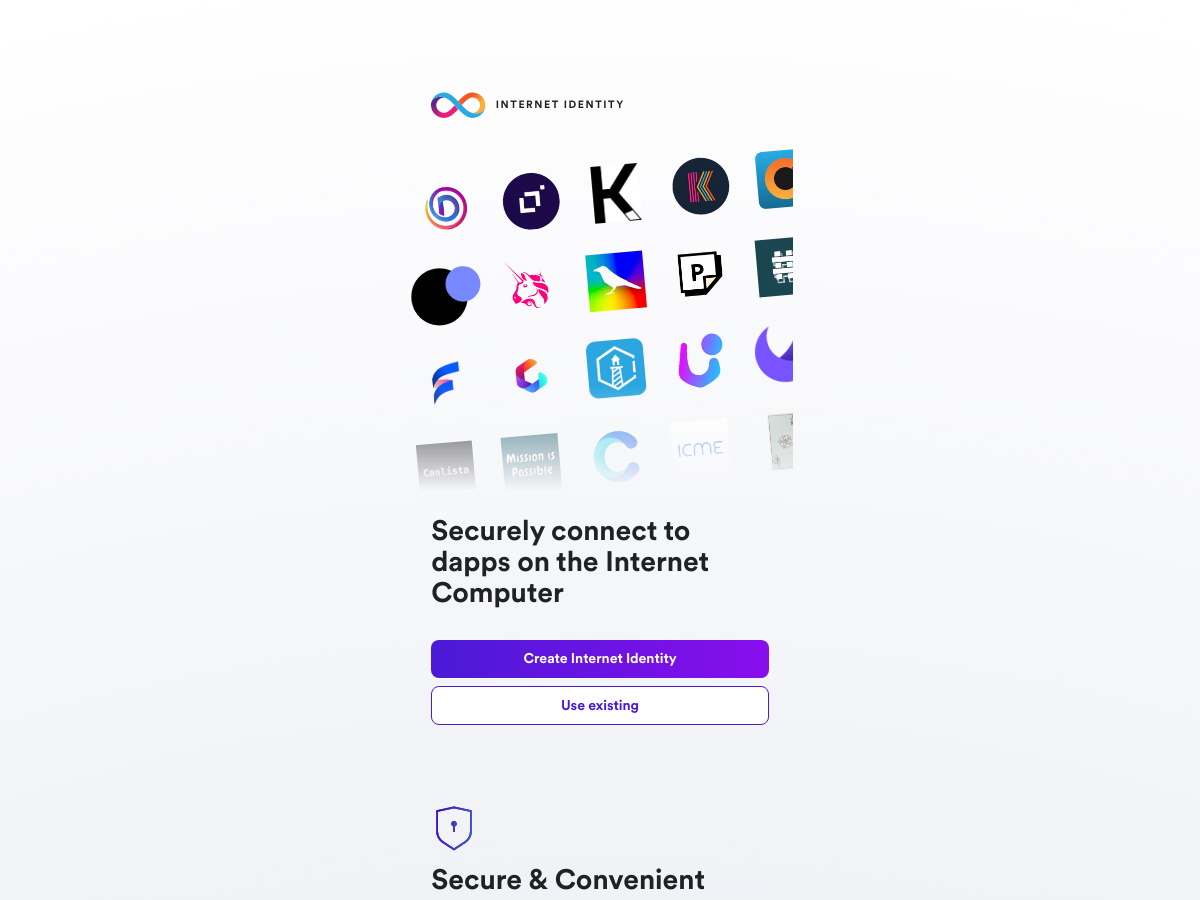 INTERNET IDENTITY
K
P
Canlista
Mission is
Possible
ICME
Securely connect to
dapps on the Internet
Computer
Create Internet Identity
Use existing
Secure & Convenient